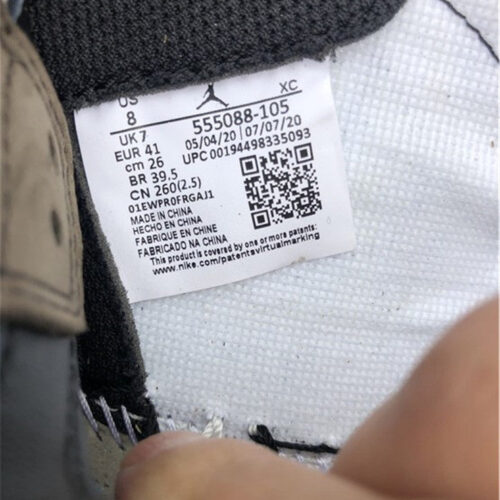 US XC
8 555088-105
UK 7 05/04/20 07/07/20
EUR 41 UPC 00194498335093
cm 26
BR 39.5
CN 260(2.5)
01EWPR0FRGAJ1
MADE IN CHINA
HECHO EN CHINA
FABRIQUE EN CHINE
FABRICADO NA CHINA
This product is covered by one or more patents:
www.nike.com/patentsvirtualmarking